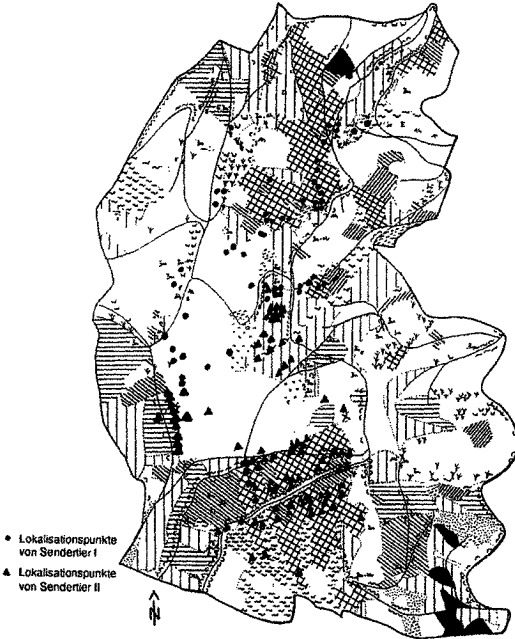 Lokalisationspunkte
von Sendertier I
Lokalisationspunkte
von Sendertier II